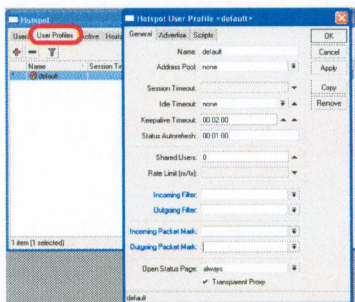 Hotspot
Users User Profiles Active Hosts
Name Session Tim
* default
1 item (1 selected)
Hotspot User Profile <default>
General Advertise Scripts
Name: default
Address Pool: none
Session Timeout:
Idle Timeout: none
Keepalive Timeout: 00:02:00
Status Autorefresh: 00:01:00
Shared Users: 0
Rate Limit (rx/tx):
Incoming Filter:
Outgoing Filter:
Incoming Packet Mark:
Outgoing Packet Mark:
Open Status Page: always
✔ Transparent Proxy
default
OK
Cancel
Apply
Copy
Remove